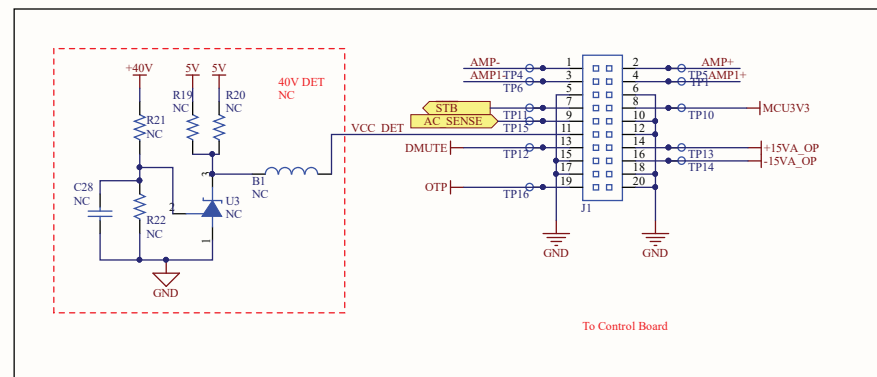 +40V
5V
5V
40V DET
NC
R19
NC
R20
NC
R21
NC
C28
NC
R22
NC
3
2
1
U3
NC
B1
NC
GND
VCC_DET
AMP-
AMP1-
TP4
TP6
STB
TP11
AC_SENSE
TP15
DMUTE
TP12
OTP
TP16
1
3
5
7
9
11
13
15
17
19
2
4
6
8
10
12
14
16
18
20
J1
AMP+
TP5
AMP1+
TP1
TP10
MCU3V3
+15VA_OP
TP13
-15VA_OP
TP14
GND
GND
To Control Board